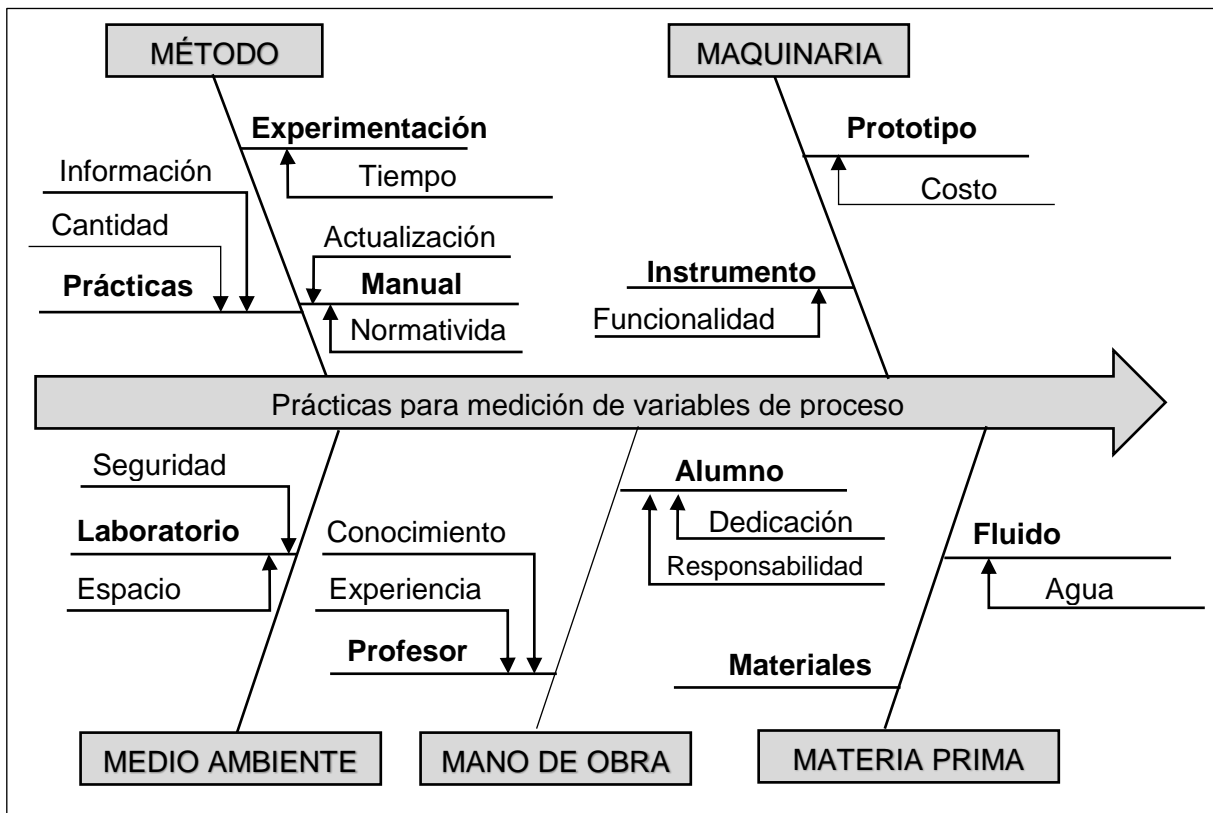 MÉTODO
MAQUINARIA
Experimentación
Tiempo
Información
Cantidad
Prácticas
Actualización
Manual
Normativida
Prototipo
Costo
Instrumento
Funcionalidad
Prácticas para medición de variables de proceso
Seguridad
Laboratorio
Espacio
Conocimiento
Experiencia
Profesor
Alumno
Dedicación
Responsabilidad
Fluido
Agua
Materiales
MEDIO AMBIENTE
MANO DE OBRA
MATERIA PRIMA